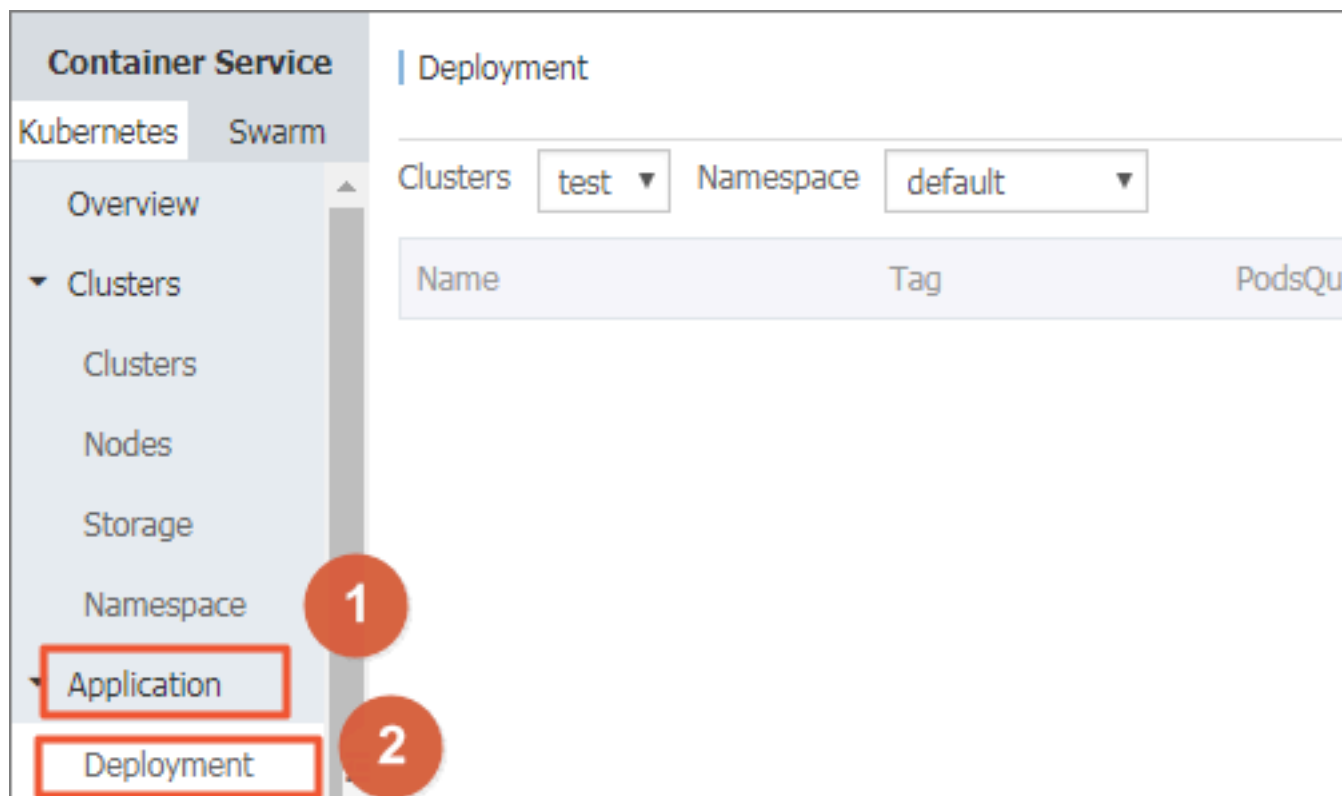 Container Service
Kubernetes Swarm
Overview
Clusters
Clusters
Nodes
Storage
Namespace
1
Application
2
Deployment
Deployment
Clusters test Namespace default
Name Tag PodsQu